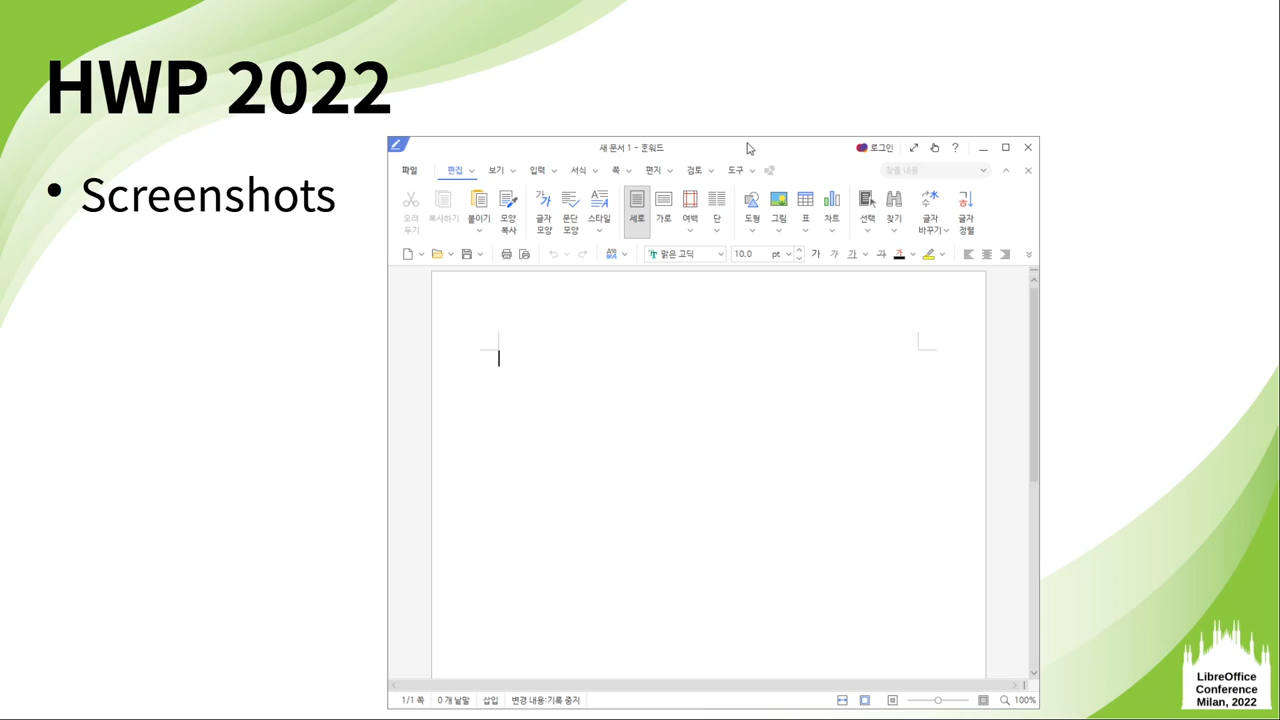 HWP 2022
Screenshots
새 문서 1 - 훈워드
로그인
파일 편집 보기 입력 서식 쪽 편지 검토 도구 찾을 내용
오려 두기 복사하기 붙이기 모양 복사 글자 모양 문단 모양 스타일 세로 가로 여백 단 도형 그림 표 차트 선택 찾기 글자 바꾸기 글자 정렬
맑은 고딕 10.0 pt 가 가 가 가 가
1/1 쪽 0 개 낱말 삽입 변경 내용:기록 중지 100%
LibreOffice
Conference
Milan, 2022